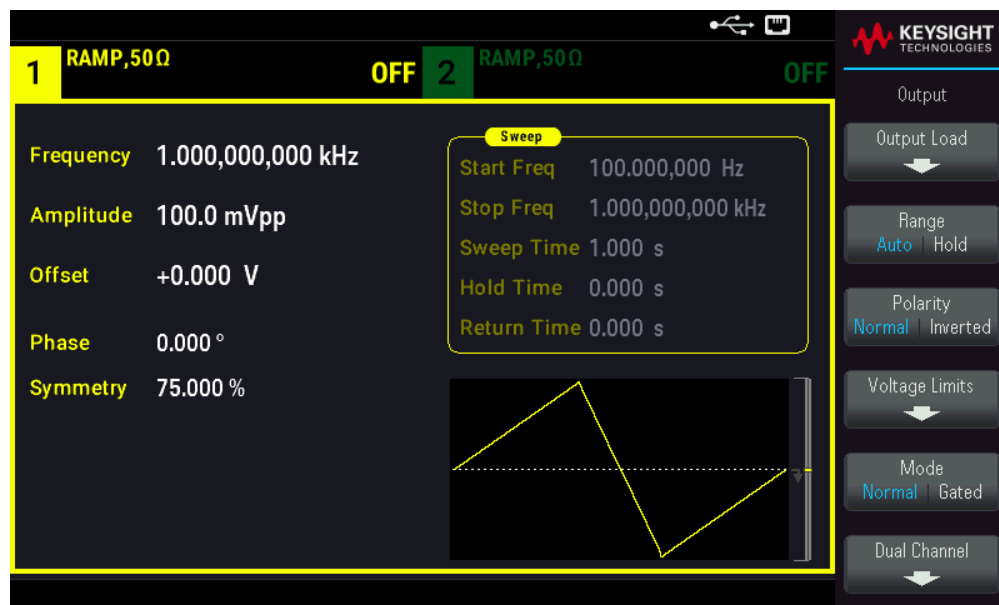 KEYSIGHT
TECHNOLOGIES
1 RAMP,50Ω OFF 2 RAMP,50Ω OFF
Output
Frequency 1.000,000,000 kHz
Amplitude 100.0 mVpp
Offset +0.000 V
Phase 0.000 °
Symmetry 75.000 %
Sweep
Start Freq 100.000,000 Hz
Stop Freq 1.000,000,000 kHz
Sweep Time 1.000 s
Hold Time 0.000 s
Return Time 0.000 s
Output Load
Range
Auto | Hold
Polarity
Normal | Inverted
Voltage Limits
Mode
Normal | Gated
Dual Channel